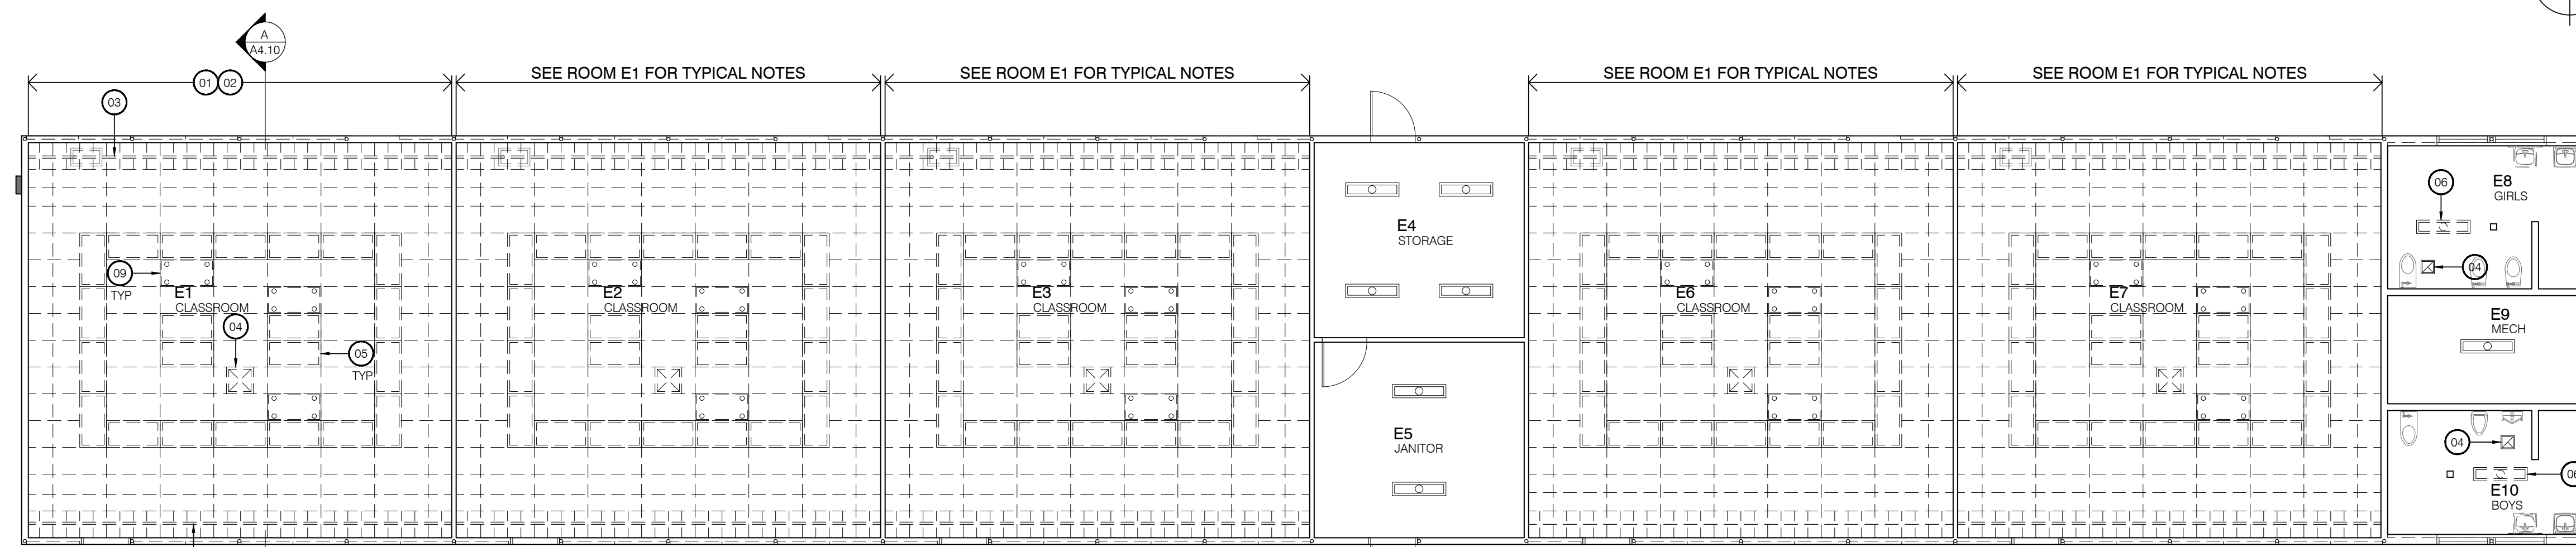 A
A4.10
SEE ROOM E1 FOR TYPICAL NOTES
SEE ROOM E1 FOR TYPICAL NOTES
SEE ROOM E1 FOR TYPICAL NOTES
SEE ROOM E1 FOR TYPICAL NOTES
01 02
03
09
TYP
E1
CLASSROOM
04
05
TYP
E2
CLASSROOM
E3
CLASSROOM
E4
STORAGE
E5
JANITOR
E6
CLASSROOM
E7
CLASSROOM
06
E8
GIRLS
04
E9
MECH
04
E10
BOYS